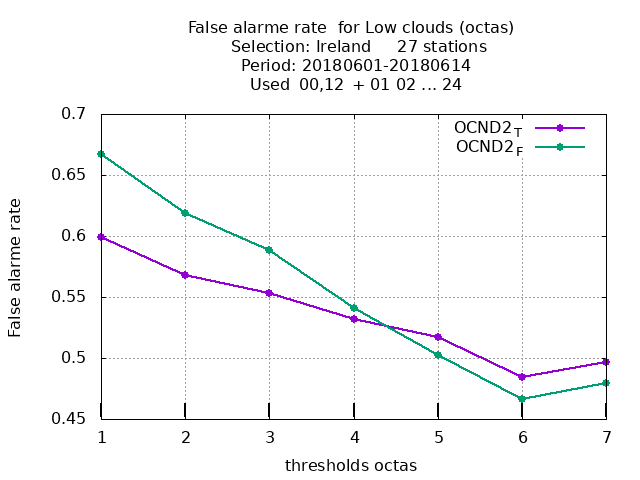 False alarme rate  for Low clouds (octas)
Selection: Ireland     27 stations
Period: 20180601-20180614
Used  00,12  + 01 02 ... 24
OCND2T
OCND2F
0.7
0.65
0.6
0.55
0.5
0.45
False alarme rate
1 2 3 4 5 6 7
thresholds octas